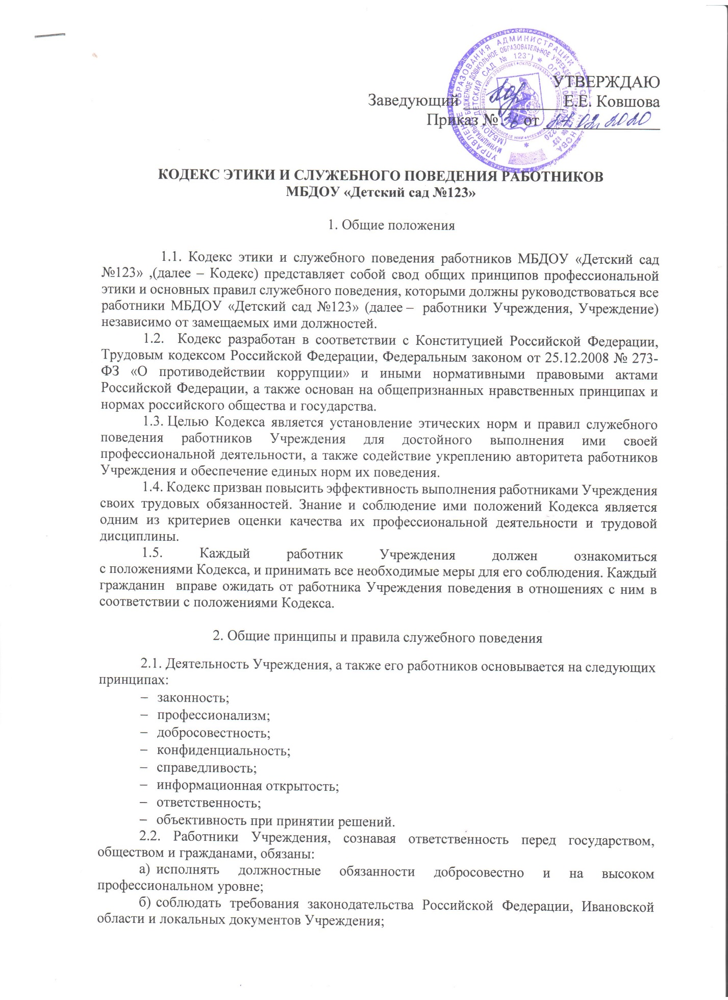 УТВЕРЖДАЮ
Заведующий Е.Е. Ковшова
Приказ № 36 от 27.02.2020
КОДЕКС ЭТИКИ И СЛУЖЕБНОГО ПОВЕДЕНИЯ РАБОТНИКОВ
МБДОУ «Детский сад №123»
1. Общие положения
1.1. Кодекс этики и служебного поведения работников МБДОУ «Детский сад
№123» ,(далее – Кодекс) представляет собой свод общих принципов профессиональной
этики и основных правил служебного поведения, которыми должны руководствоваться все
работники МБДОУ «Детский сад №123» (далее – работники Учреждения, Учреждение)
независимо от замещаемых ими должностей.
1.2. Кодекс разработан в соответствии с Конституцией Российской Федерации,
Трудовым кодексом Российской Федерации, Федеральным законом от 25.12.2008 № 273-
ФЗ «О противодействии коррупции» и иными нормативными правовыми актами
Российской Федерации, а также основан на общепризнанных нравственных принципах и
нормах российского общества и государства.
1.3. Целью Кодекса является установление этических норм и правил служебного
поведения работников Учреждения для достойного выполнения ими своей
профессиональной деятельности, а также содействие укреплению авторитета работников
Учреждения и обеспечение единых норм их поведения.
1.4. Кодекс призван повысить эффективность выполнения работниками Учреждения
своих трудовых обязанностей. Знание и соблюдение ими положений Кодекса является
одним из критериев оценки качества их профессиональной деятельности и трудовой
дисциплины.
1.5. Каждый работник Учреждения должен ознакомиться
с положениями Кодекса, и принимать все необходимые меры для его соблюдения. Каждый
гражданин вправе ожидать от работника Учреждения поведения в отношениях с ним в
соответствии с положениями Кодекса.
2. Общие принципы и правила служебного поведения
2.1. Деятельность Учреждения, а также его работников основывается на следующих
принципах:
– законность;
– профессионализм;
– добросовестность;
– конфиденциальность;
– справедливость;
– информационная открытость;
– ответственность;
– объективность при принятии решений.
2.2. Работники Учреждения, сознавая ответственность перед государством,
обществом и гражданами, обязаны:
а) исполнять должностные обязанности добросовестно и на высоком
профессиональном уровне;
б) соблюдать требования законодательства Российской Федерации, Ивановской
области и локальных документов Учреждения;
УПРАВЛЕНИЕ ОБРАЗОВАНИЯ АДМИНИСТРАЦИИ ГОРОДА ИВАНОВА
(МБДОУ ДЕТСКИЙ САД № 123")